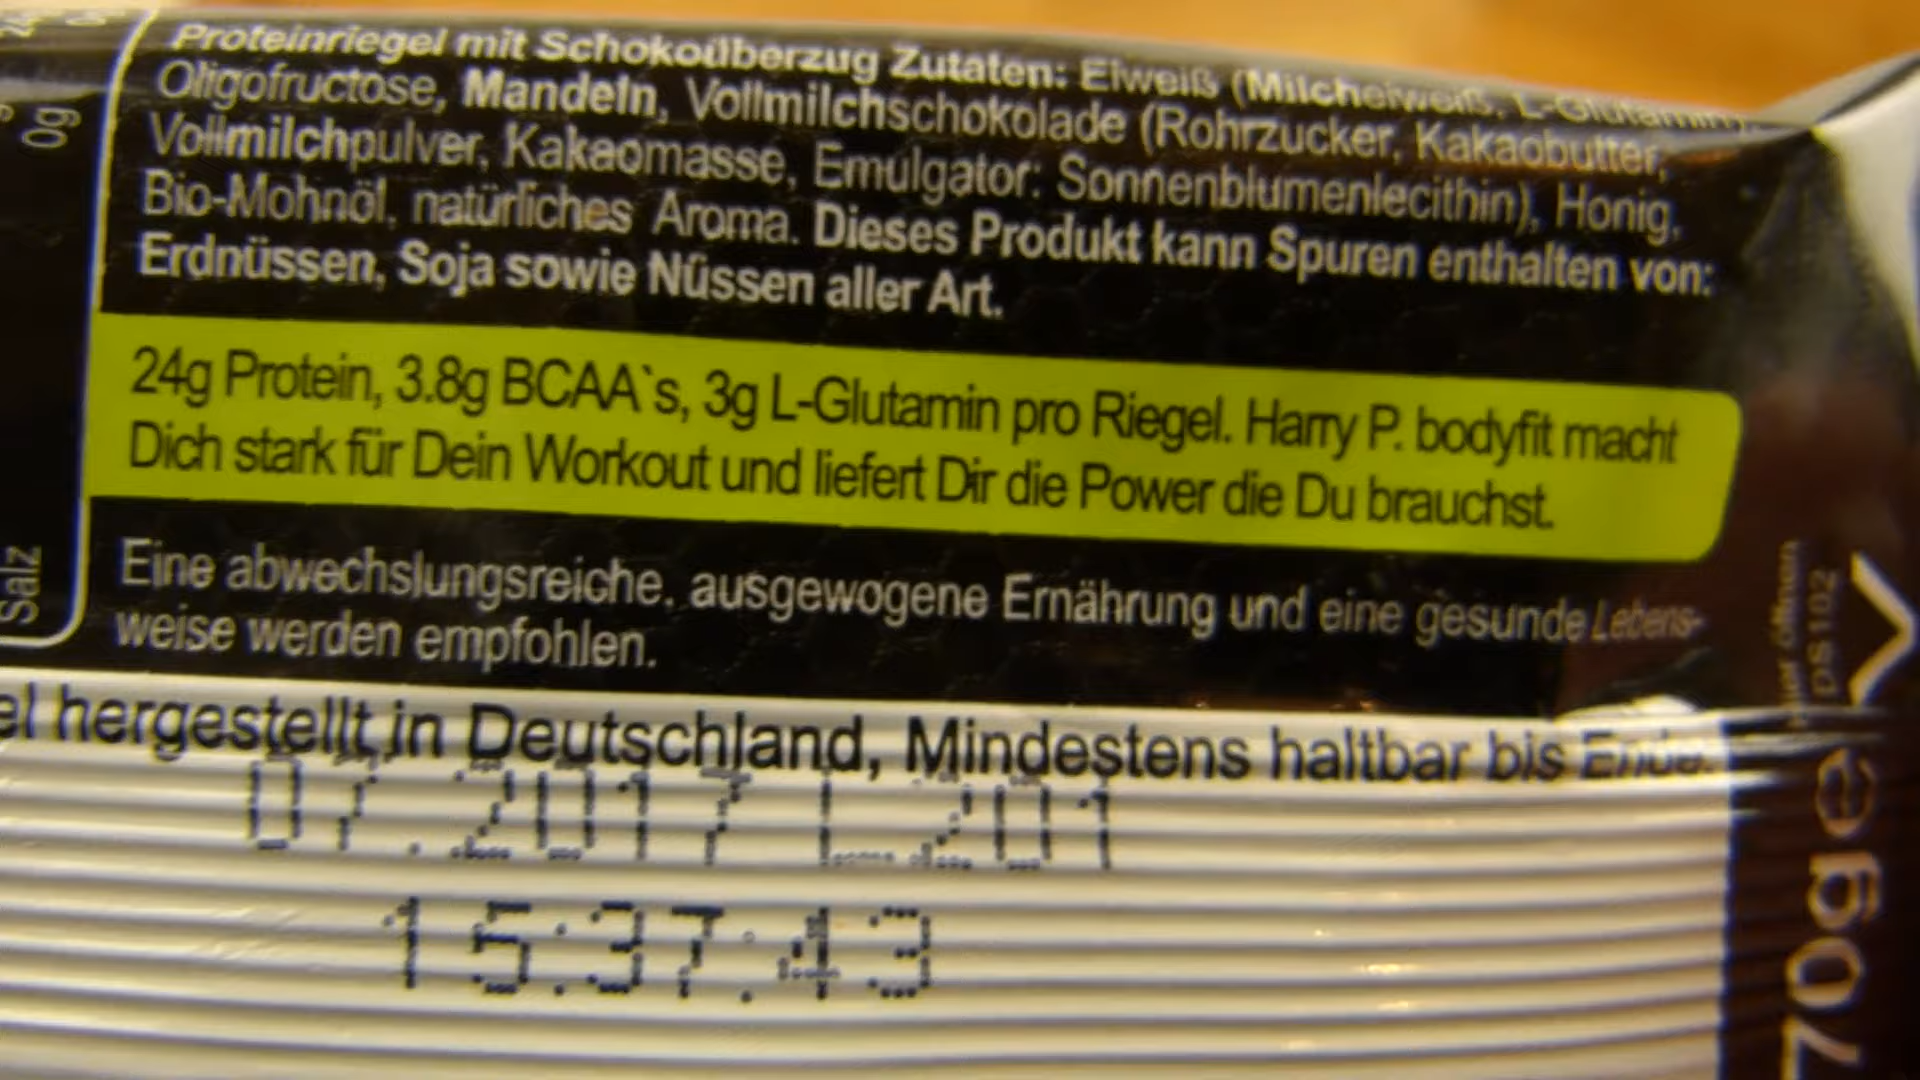 Proteinriegel mit Schokoüberzug Zutaten: Eiweiß (Milcheiweiß, L-Glutamin),
Oligofructose, Mandeln, Vollmilchschokolade (Rohrzucker, Kakaobutter,
Vollmilchpulver, Kakaomasse, Emulgator: Sonnenblumenlecithin), Honig,
Bio-Mohnöl, natürliches Aroma. Dieses Produkt kann Spuren enthalten von:
Erdnüssen, Soja sowie Nüssen aller Art.
24g Protein, 3.8g BCAA`s, 3g L-Glutamin pro Riegel. Harry P. bodyfit macht
Dich stark für Dein Workout und liefert Dir die Power die Du brauchst.
Eine abwechslungsreiche, ausgewogene Ernährung und eine gesunde Lebens-
weise werden empfohlen.
el hergestellt in Deutschland, Mindestens haltbar bis Ende:
07.2017 L201
15:37:43
0g
Salz
öffnen
DS102
70g e